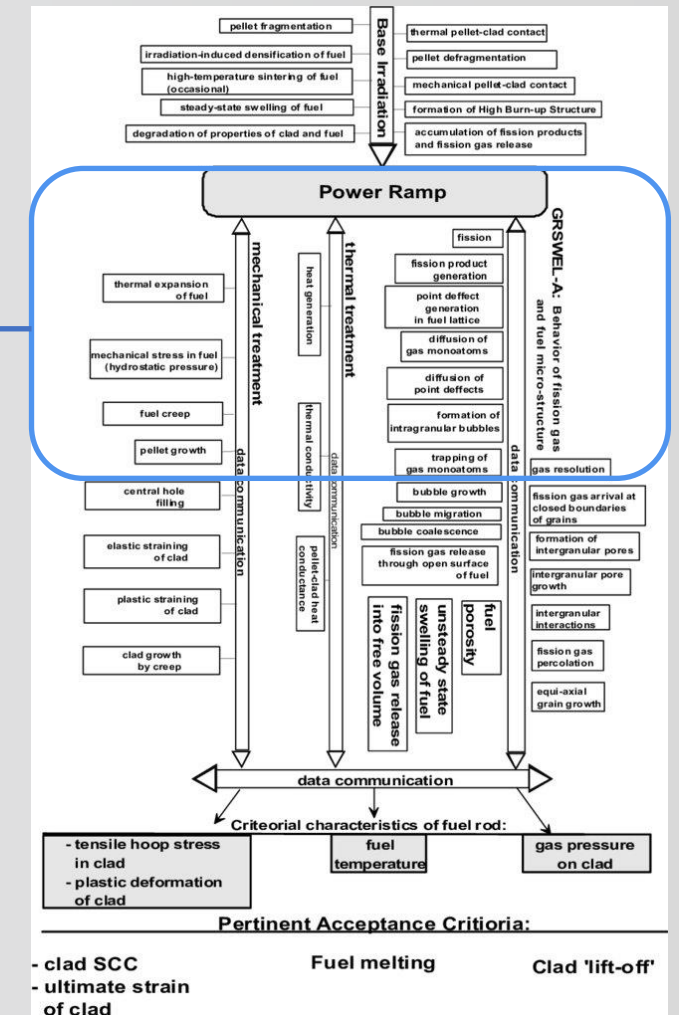 pellet fragmentation
irradiation-induced densification of fuel
high-temperature sintering of fuel
(occasional)
steady-state swelling of fuel
degradation of properties of clad and fuel
Base Irradiation
thermal pellet-clad contact
pellet defragmentation
mechanical pellet-clad contact
formation of High Burn-up Structure
accumulation of fission products
and fission gas release
Power Ramp
mechanical treatment
data communication
thermal expansion
of fuel
mechanical stress in fuel
(hydrostatic pressure)
fuel creep
pellet growth
central hole
filling
elastic straining
of clad
plastic straining
of clad
clad growth
by creep
thermal treatment
data communication
heat generation
thermal conductivity
pellet-clad heat
conductance
fission
fission product
generation
point deffect
generation
in fuel lattice
diffusion of
gas monoatoms
diffusion of
point deffects
formation of
intragranular bubbles
trapping of
gas monoatoms
bubble growth
bubble migration
bubble coalescence
fission gas release
through open surface
of fuel
fission gas release
into free volume
unsteady state
swelling of fuel
fuel
porosity
data communication
GRSWEL-A: Behavior of fission gas
and fuel micro-structure
gas resolution
fission gas arrival at
closed boundaries
of grains
formation of
intergranular pores
intergranular pore
growth
intergranular
interactions
fission gas
percolation
equi-axial
grain growth
data communication
Criteorial characteristics of fuel rod:
- tensile hoop stress
in clad
- plastic deformation
of clad
fuel
temperature
gas pressure
on clad
Pertinent Acceptance Critioria:
- clad SCC
- ultimate strain
of clad
Fuel melting
Clad 'lift-off'